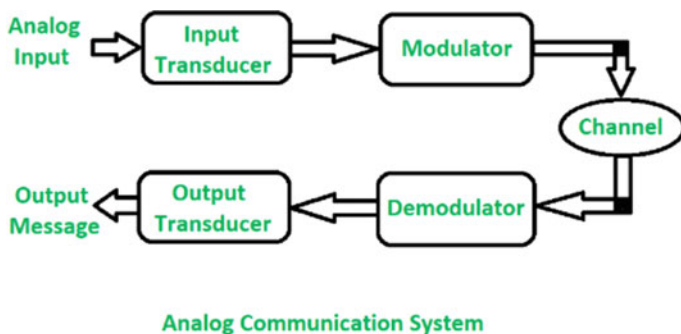 Analog
Input
Input
Transducer
Modulator
Channel
Demodulator
Output
Transducer
Output
Message
Analog Communication System